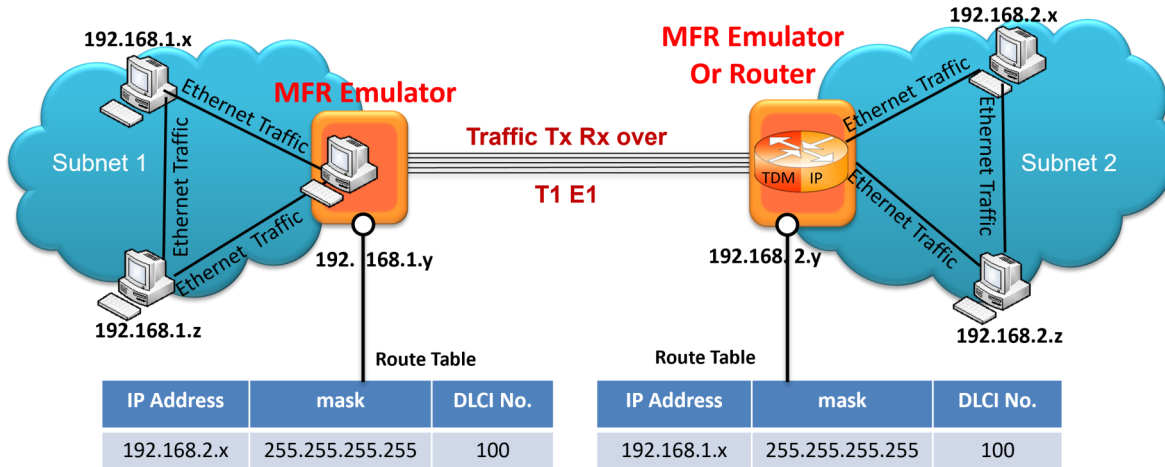 192.168.1.x
192.168.2.x
MFR Emulator
MFR Emulator
Or Router
Ethernet Traffic
Ethernet Traffic
Ethernet Traffic
Subnet 1
Traffic Tx Rx over
T1 E1
TDM IP
Ethernet Traffic
Ethernet Traffic
Ethernet Traffic
Subnet 2
192.168.1.y
192.168.2.y
192.168.1.z
192.168.2.z
Route Table
Route Table
IP Address mask DLCI No.
192.168.2.x 255.255.255.255 100
IP Address mask DLCI No.
192.168.1.x 255.255.255.255 100